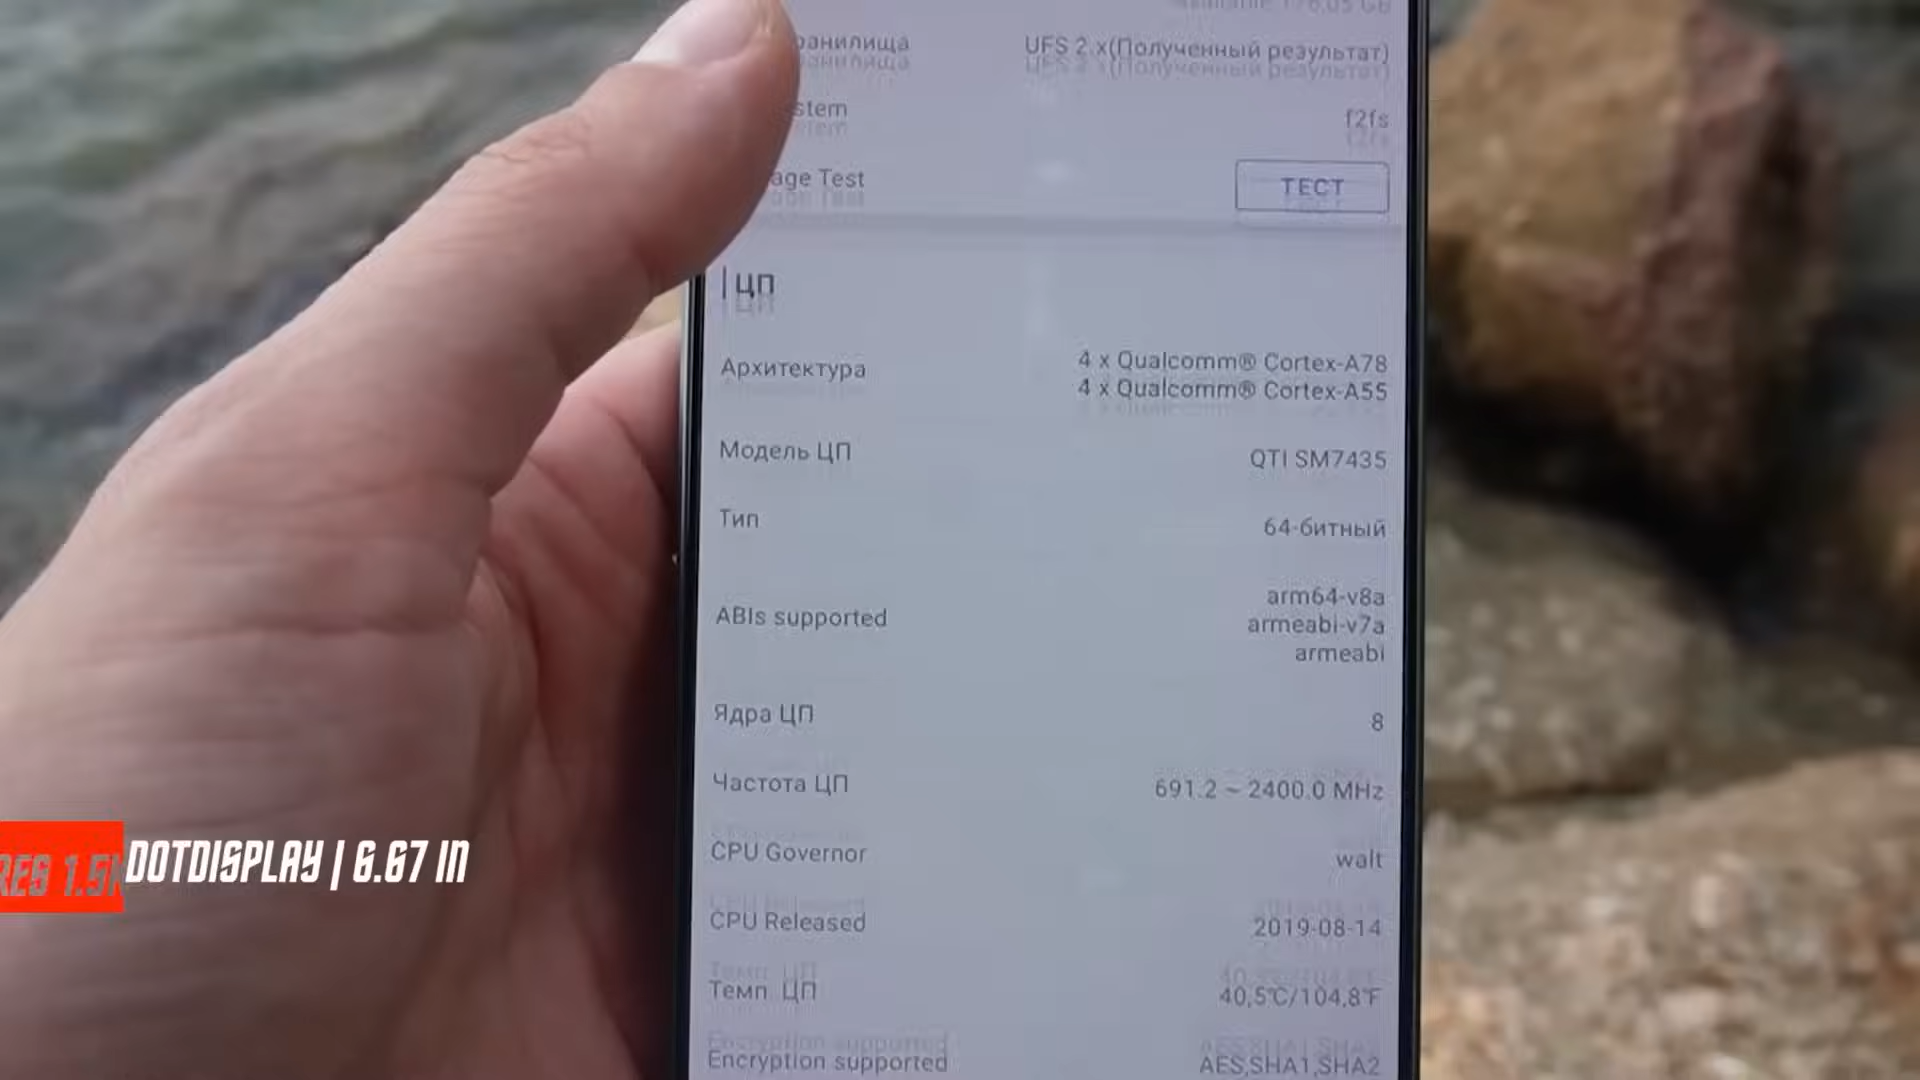 UFS 2.x(Полученный результат)
f2fs
Test
ТЕСТ
ЦП
Архитектура
4 x Qualcomm® Cortex-A78
4 x Qualcomm® Cortex-A55
Модель ЦП
QTI SM7435
Тип
64-битный
ABIs supported
arm64-v8a
armeabi-v7a
armeabi
Ядра ЦП
8
Частота ЦП
691.2 ~ 2400.0 MHz
CPU Governor
walt
CPU Released
2019-08-14
Темп. ЦП
40,5℃/104,8℉
Encryption supported
AES,SHA1,SHA2
DOTDISPLAY | 6.67 IN